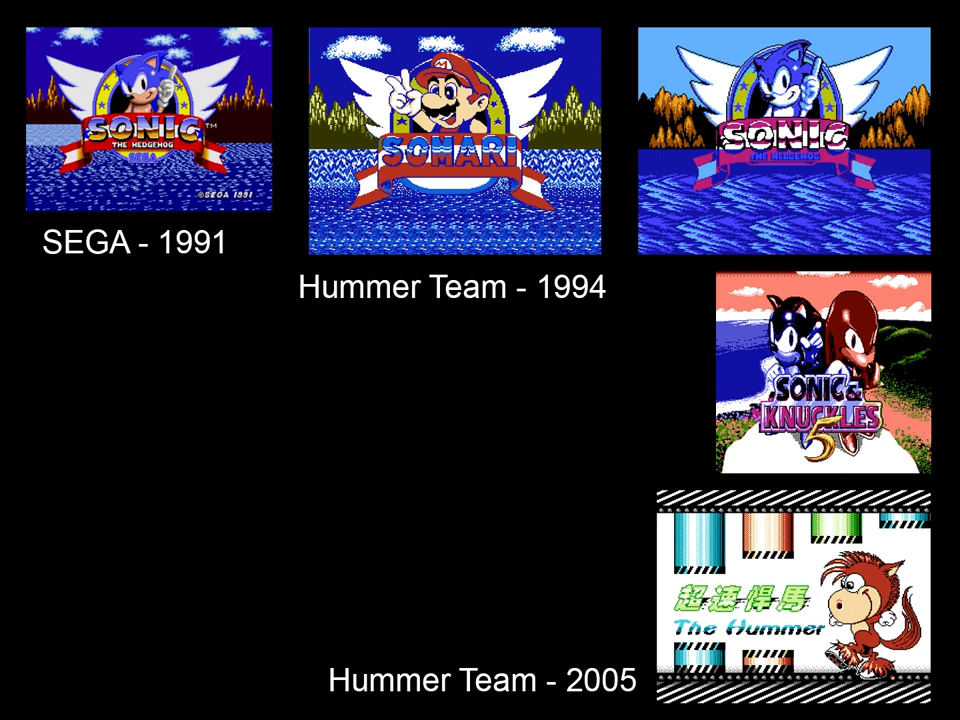 SONIC
TM
THE HEDGEHOG
SEGA
©SEGA 1991
SEGA - 1991
M
SOMARI
Hummer Team - 1994
SONIC
THE HEDGEHOG
SONIC &
KNUCKLES
5
超速悍馬
The Hummer
Hummer Team - 2005